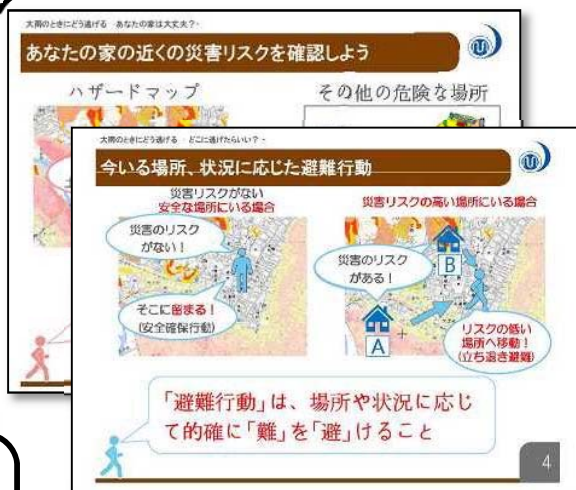 大雨のときにどう逃げる -あなたの家は大丈夫？-
あなたの家の近くの災害リスクを確認しよう
ハザードマップ
その他の危険な場所
大雨のときにどう逃げる -どこに逃げたらいい？-
今いる場所、状況に応じた避難行動
災害リスクがない
安全な場所にいる場合
災害のリスク
がない！
そこに留まる！
(安全確保行動)
災害リスクの高い場所にいる場合
災害のリスク
がある！
B
A
リスクの低い
場所へ移動！
(立ち退き避難)
「避難行動」は、場所や状況に応じ
て的確に「難」を「避」けること
4